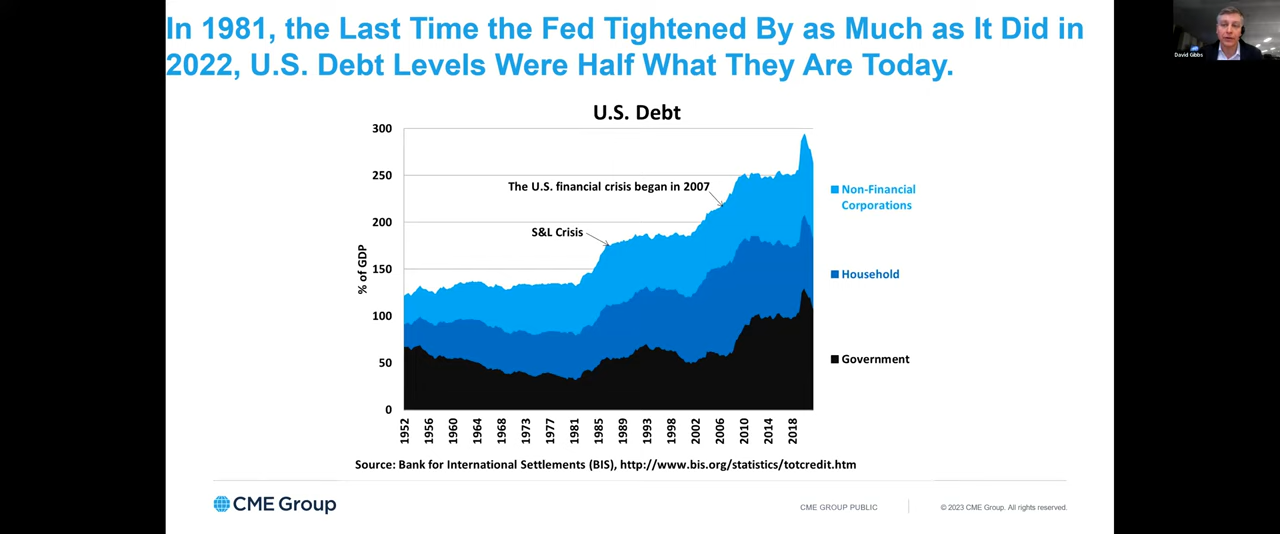 In 1981, the Last Time the Fed Tightened By as Much as It Did in
2022, U.S. Debt Levels Were Half What They Are Today.
David Gibbs
U.S. Debt
300
250
200
150
100
50
0
% of GDP
The U.S. financial crisis began in 2007
S&L Crisis
Non-Financial
Corporations
Household
Government
1952
1956
1960
1964
1968
1973
1977
1981
1985
1989
1993
1998
2002
2006
2010
2014
2018
Source: Bank for International Settlements (BIS), http://www.bis.org/statistics/totcredit.htm
CME Group
CME GROUP PUBLIC
© 2023 CME Group. All rights reserved.